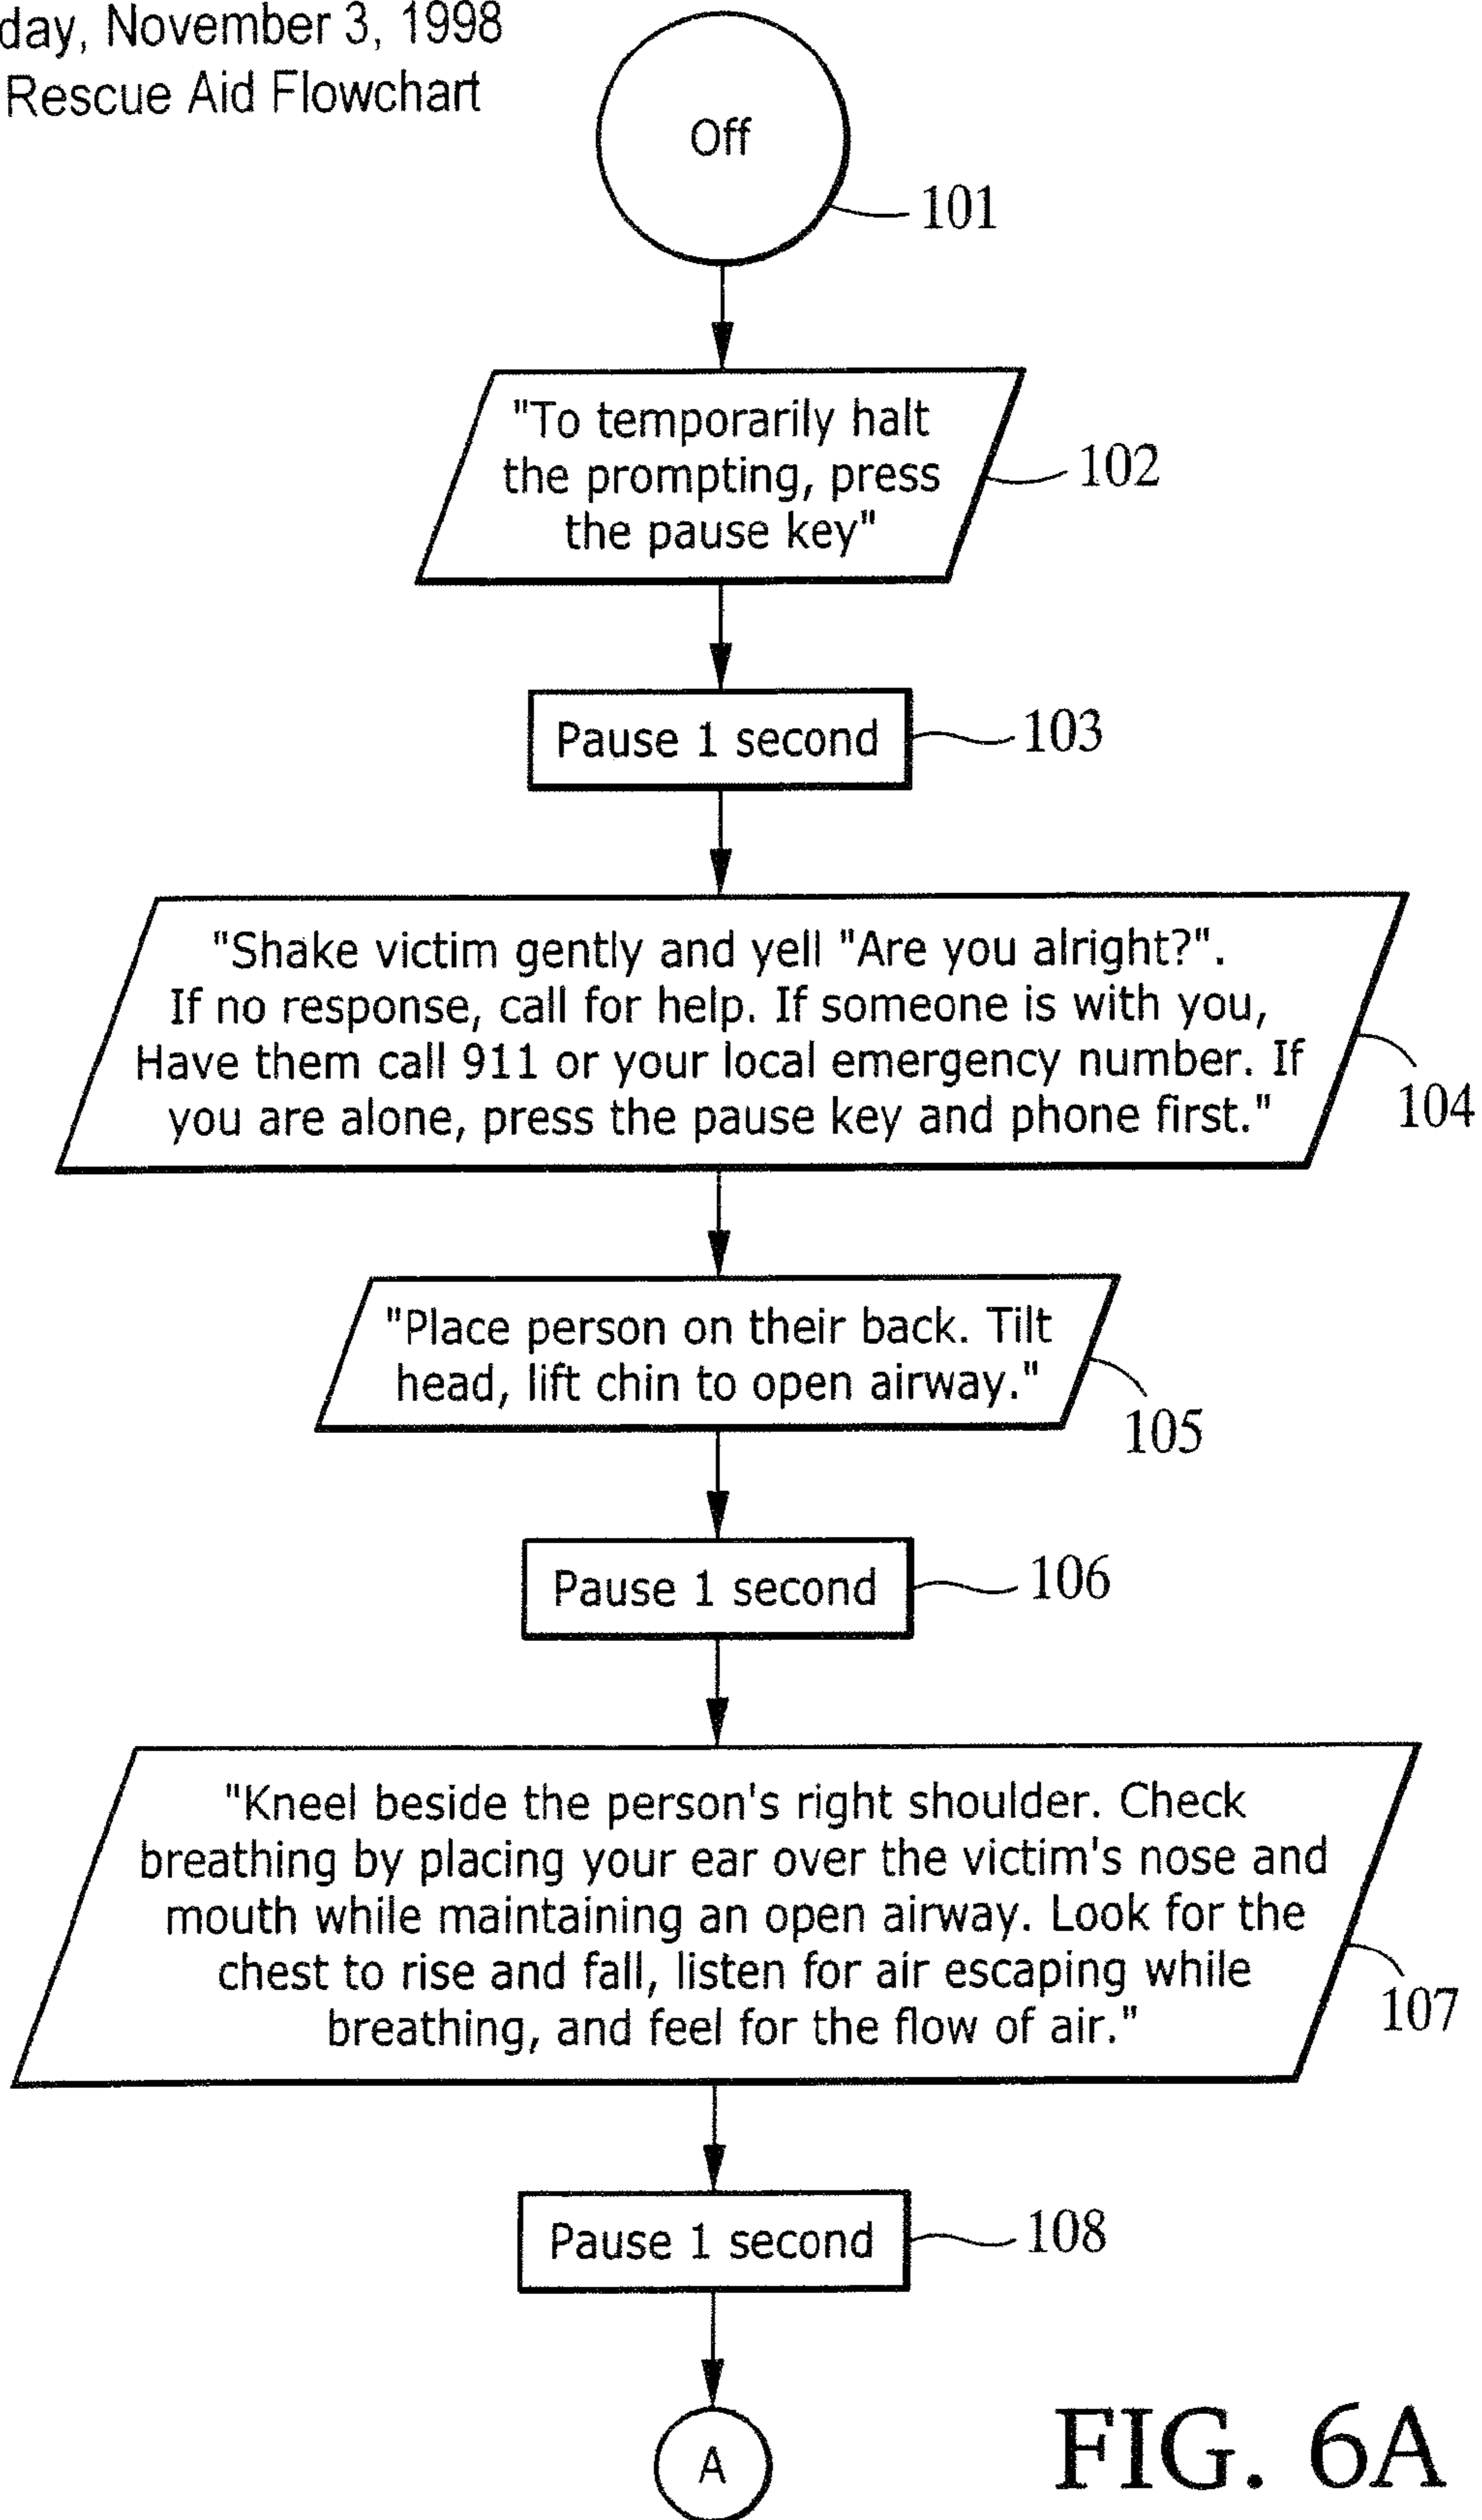 day, November 3, 1998
Rescue Aid Flowchart
Off
101
"To temporarily halt
the prompting, press
the pause key"
102
Pause 1 second
103
"Shake victim gently and yell "Are you alright?".
If no response, call for help. If someone is with you,
Have them call 911 or your local emergency number. If
you are alone, press the pause key and phone first."
104
"Place person on their back. Tilt
head, lift chin to open airway."
105
Pause 1 second
106
"Kneel beside the person's right shoulder. Check
breathing by placing your ear over the victim's nose and
mouth while maintaining an open airway. Look for the
chest to rise and fall, listen for air escaping while
breathing, and feel for the flow of air."
107
Pause 1 second
108
A
FIG. 6A